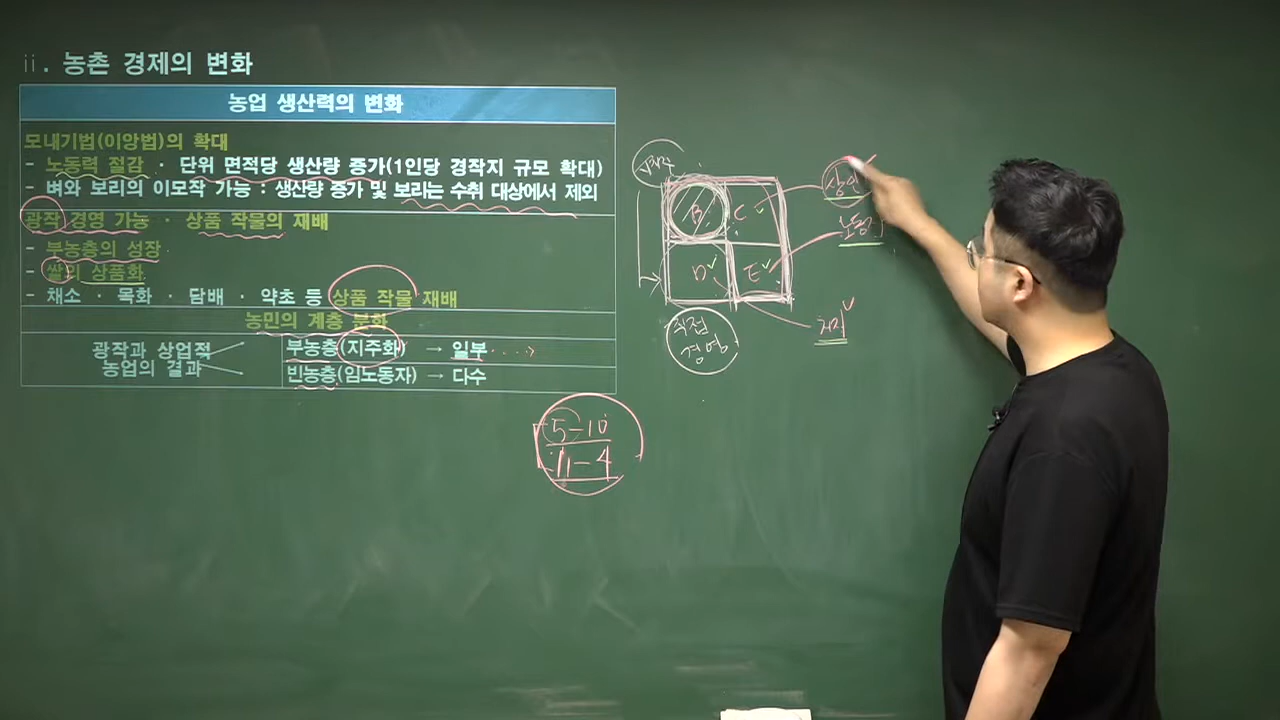 ⅱ. 농촌 경제의 변화
농업 생산력의 변화
모내기법(이앙법)의 확대
- 노동력 절감 · 단위 면적당 생산량 증가(1인당 경작지 규모 확대)
- 벼와 보리의 이모작 가능 : 생산량 증가 및 보리는 수취 대상에서 제외
광작 경영 가능 · 상품 작물의 재배
- 부농층의 성장
- 쌀의 상품화
- 채소 · 목화 · 담배 · 약초 등 상품 작물 재배
농민의 계층 분화
광작과 상업적 농업의 결과
부농층(지주화) → 일부
빈농층(임노동자) → 다수
B C
D E
상인
직접
경영
5-10